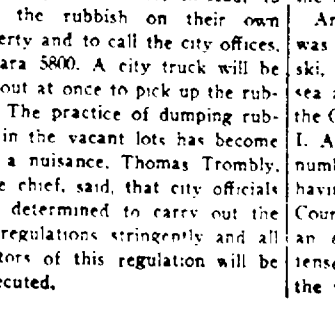 the rubbish on their own
erty and to call the city offices,
ara 5800. A city truck will be
out at once to pick up the rub-
The practice of dumping rub-
in the vacant lots has become
a nuisance, Thomas Trombly,
e chief, said, that city officials
determined to carry out the
regulations stringently and all
tors of this regulation will be
ecuted.
Ar
was
ski,
sea a
the C
I. A
numb
havin
Cour
an e
tense
the